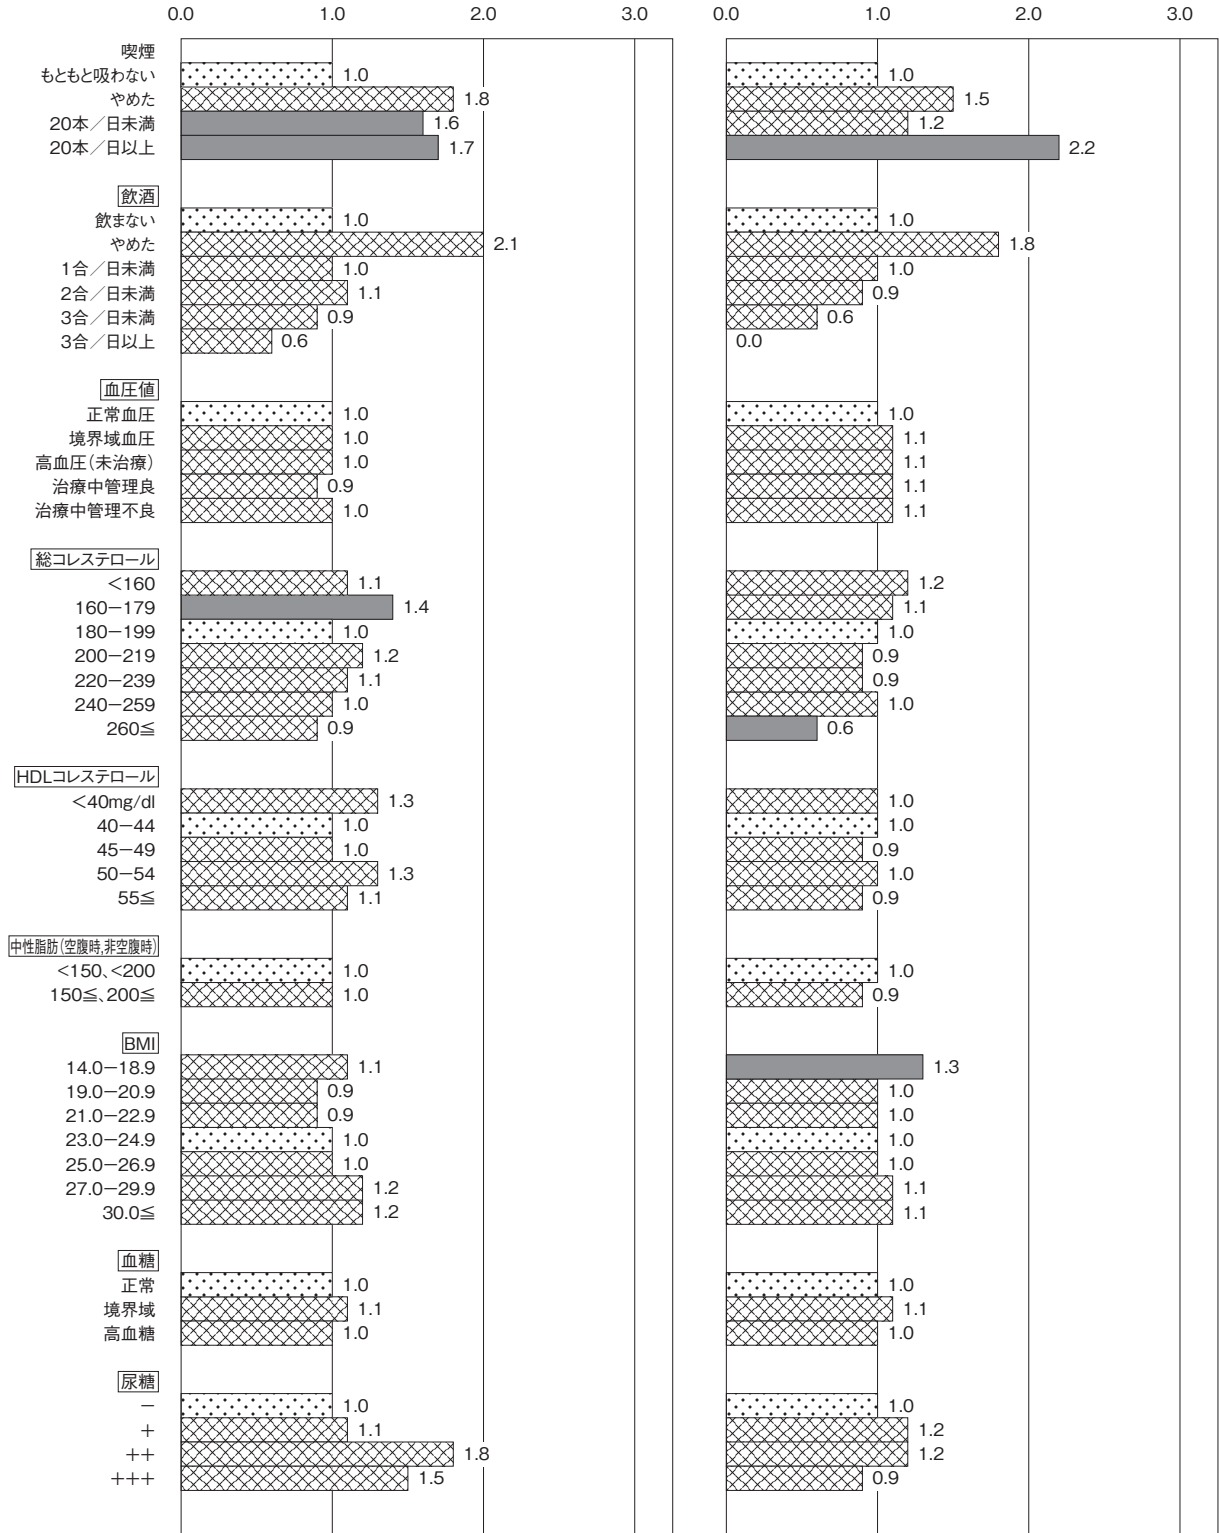 0.0 1.0 2.0 3.0 0.0 1.0 2.0 3.0
喫煙
もともと吸わない 1.0 1.0
やめた 1.8 1.5
20本／日未満 1.6 1.2
20本／日以上 1.7 2.2
飲酒
飲まない 1.0 1.0
やめた 2.1 1.8
1合／日未満 1.0 1.0
2合／日未満 1.1 0.9
3合／日未満 0.9 0.6
3合／日以上 0.6 0.0
血圧値
正常血圧 1.0 1.0
境界域血圧 1.0 1.1
高血圧（未治療） 1.0 1.1
治療中管理良 0.9 1.1
治療中管理不良 1.0 1.1
総コレステロール
＜160 1.1 1.2
160－179 1.4 1.1
180－199 1.0 1.0
200－219 1.2 0.9
220－239 1.1 0.9
240－259 1.0 1.0
260≦ 0.9 0.6
HDLコレステロール
＜40mg/dl 1.3 1.0
40－44 1.0 1.0
45－49 1.0 0.9
50－54 1.3 1.0
55≦ 1.1 0.9
中性脂肪（空腹時,非空腹時）
＜150、＜200 1.0 1.0
150≦、200≦ 1.0 0.9
BMI
14.0－18.9 1.1 1.3
19.0－20.9 0.9 1.0
21.0－22.9 0.9 1.0
23.0－24.9 1.0 1.0
25.0－26.9 1.0 1.0
27.0－29.9 1.2 1.1
30.0≦ 1.2 1.1
血糖
正常 1.0 1.0
境界域 1.1 1.1
高血糖 1.0 1.0
尿糖
－ 1.0 1.0
＋ 1.1 1.2
＋＋ 1.8 1.2
＋＋＋ 1.5 0.9